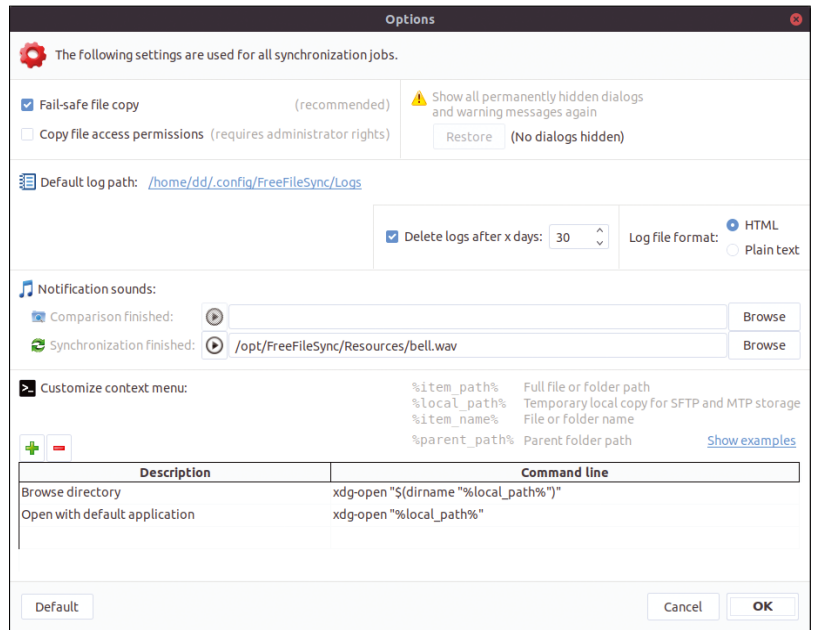 Options
The following settings are used for all synchronization jobs.
Fail-safe file copy (recommended)
Copy file access permissions (requires administrator rights)
Show all permanently hidden dialogs
and warning messages again
Restore (No dialogs hidden)
Default log path: /home/dd/.config/FreeFileSync/Logs
Delete logs after x days: 30
Log file format:
HTML
Plain text
Notification sounds:
Comparison finished: Browse
Synchronization finished: /opt/FreeFileSync/Resources/bell.wav Browse
Customize context menu:
%item_path% Full file or folder path
%local_path% Temporary local copy for SFTP and MTP storage
%item_name% File or folder name
%parent_path% Parent folder path Show examples
Description Command line
Browse directory xdg-open "$(dirname "%local_path%")"
Open with default application xdg-open "%local_path%"
Default Cancel OK